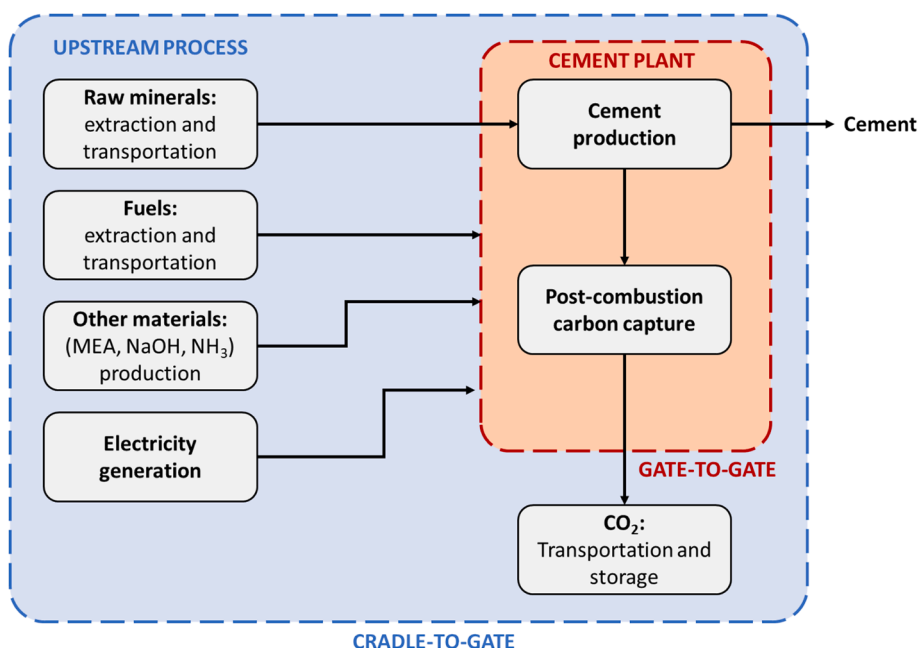 UPSTREAM PROCESS
Raw minerals:
extraction and
transportation
Fuels:
extraction and
transportation
Other materials:
(MEA, NaOH, NH₃)
production
Electricity
generation
CEMENT PLANT
Cement
production
Cement
Post-combustion
carbon capture
GATE-TO-GATE
CO₂:
Transportation and
storage
CRADLE-TO-GATE